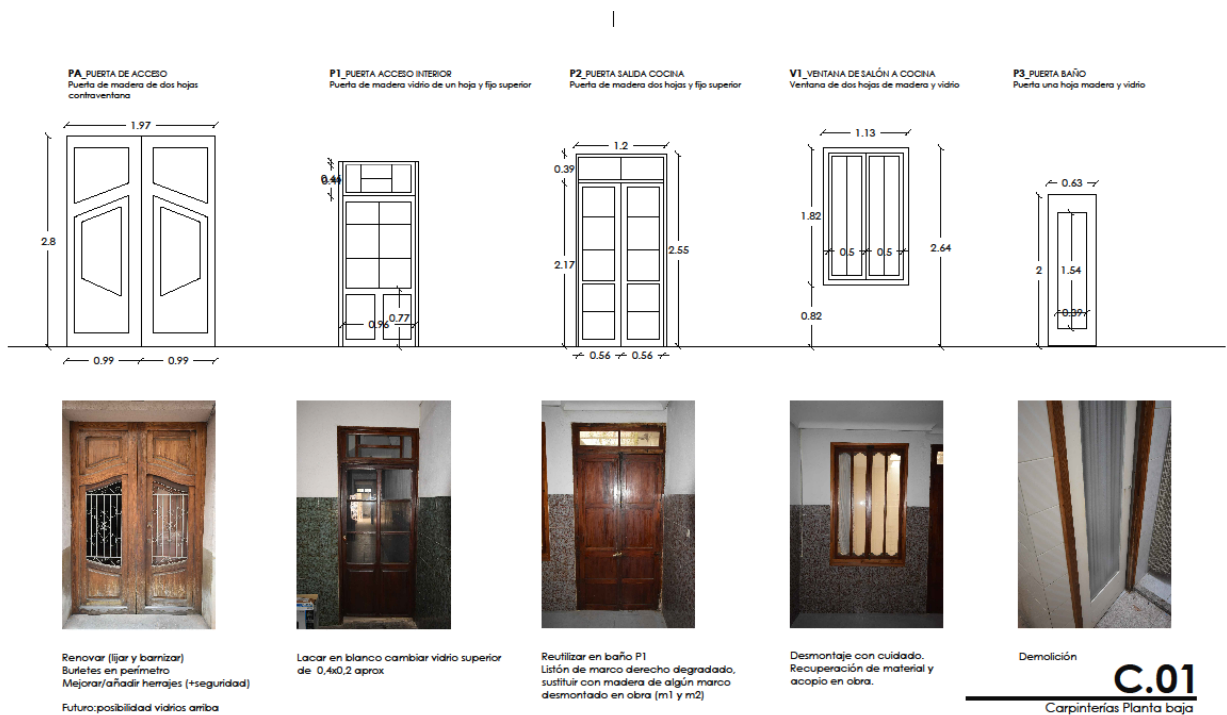 PA_PUERTA DE ACCESO
Puerta de madera de dos hojas
contraventana
P1_PUERTA ACCESO INTERIOR
Puerta de madera vidrio de un hoja y fijo superior
P2_PUERTA SALIDA COCINA
Puerta de madera dos hojas y fijo superior
V1_VENTANA DE SALÓN A COCINA
Ventana de dos hojas de madera y vidrio
P3_PUERTA BAÑO
Puerta una hoja madera y vidrio
1.97
2.8
0.99
0.99
0.96
0.77
1.2
0.39
2.17
2.55
0.56
0.56
1.13
1.82
0.5
0.5
2.64
0.82
0.63
2
1.54
0.39
Renovar (lijar y barnizar)
Burletes en perímetro
Mejorar/añadir herrajes (+seguridad)
Futuro:posibilidad vidrios arriba
Lacar en blanco cambiar vidrio superior
de 0,4x0,2 aprox
Reutilizar en baño P1
Listón de marco derecho degradado,
sustituir con madera de algún marco
desmontado en obra (m1 y m2)
Desmontaje con cuidado.
Recuperación de material y
acopio en obra.
Demolición
C.01
Carpinterías Planta baja